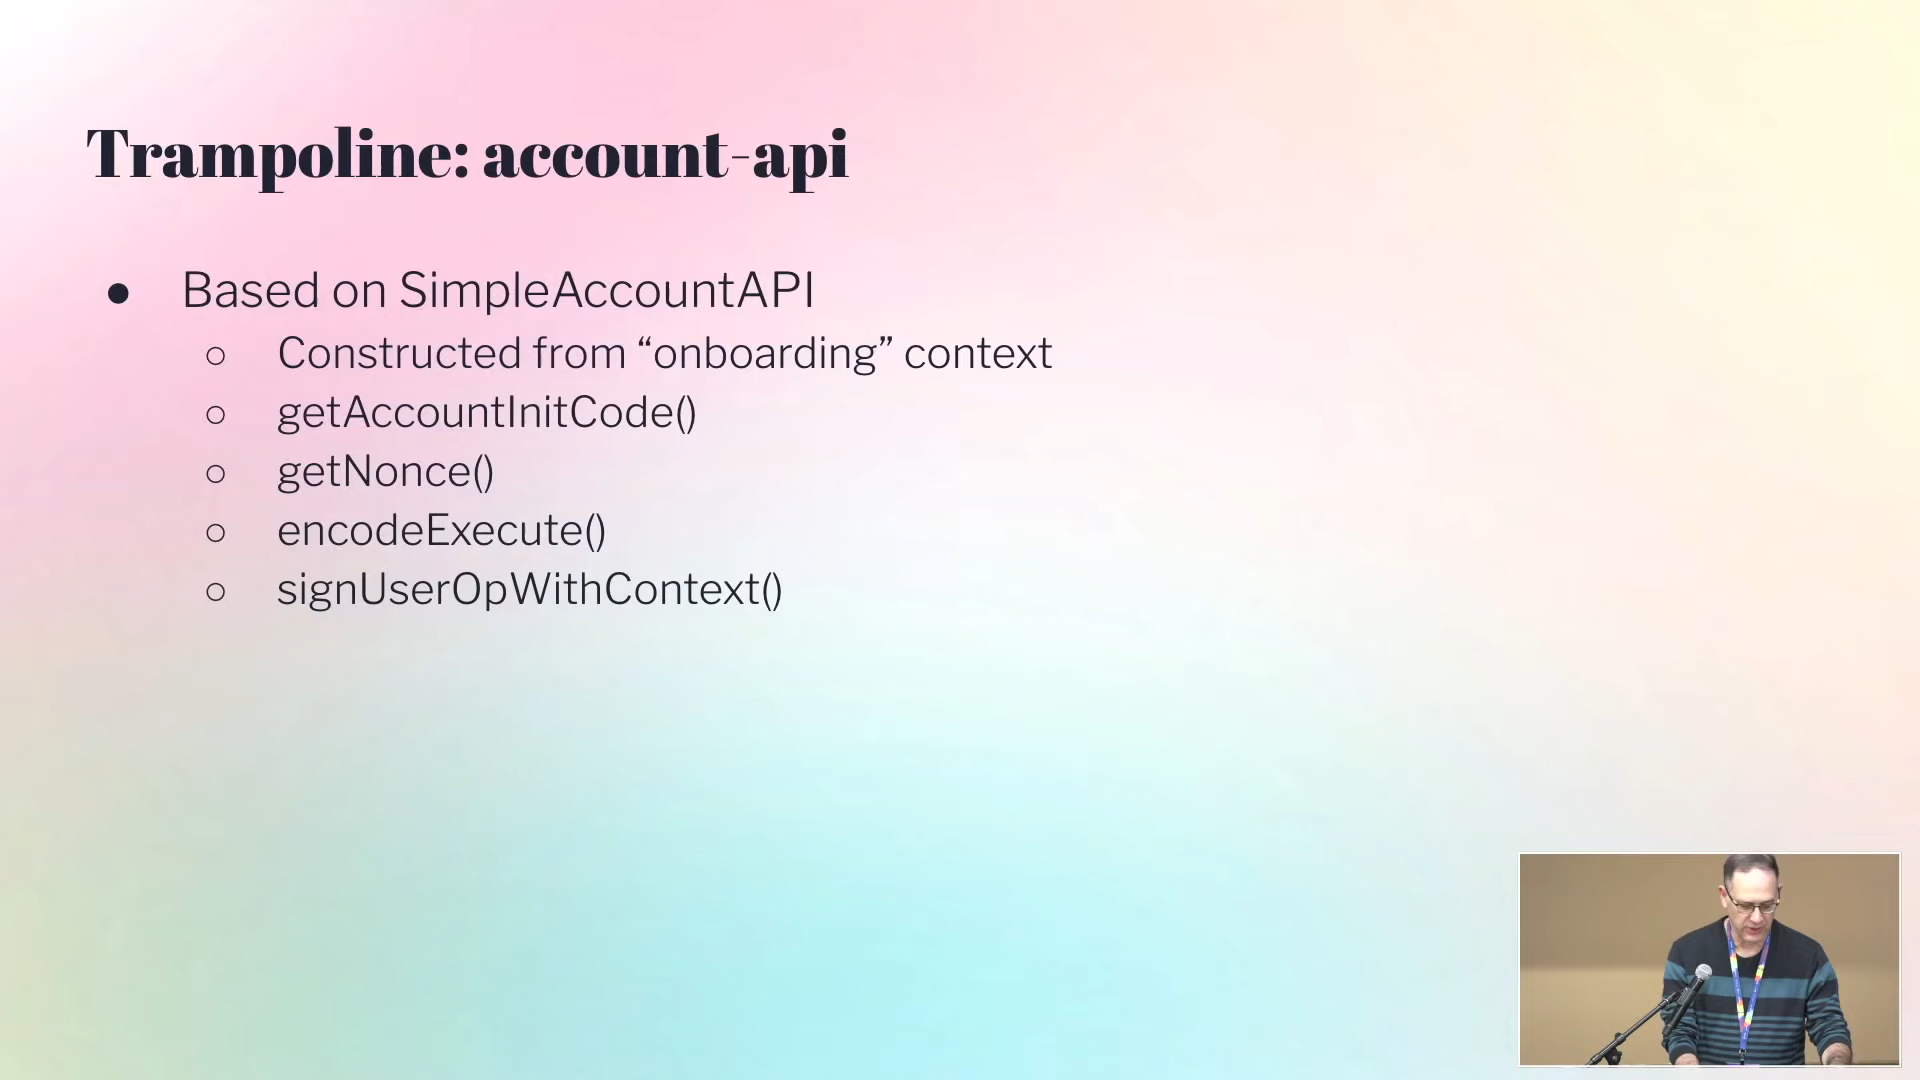 Trampoline: account-api
● Based on SimpleAccountAPI
○ Constructed from “onboarding” context
○ getAccountInitCode()
○ getNonce()
○ encodeExecute()
○ signUserOpWithContext()